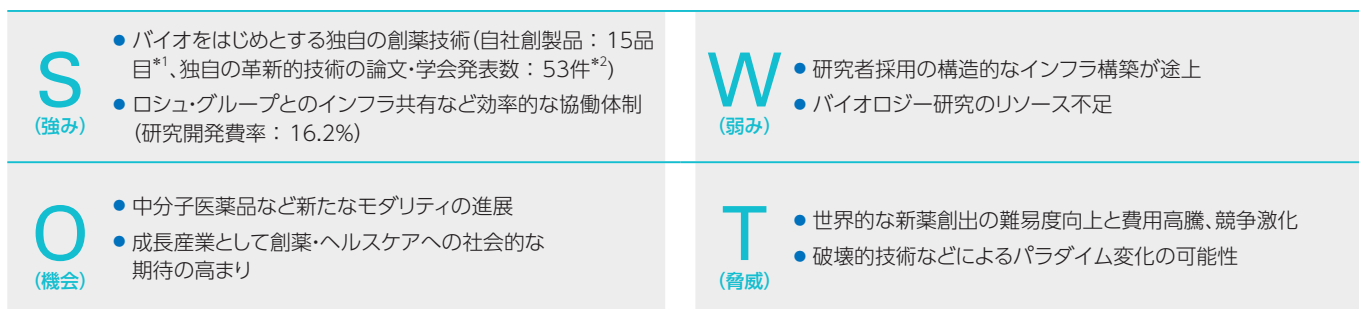 S
(強み)
● バイオをはじめとする独自の創薬技術(自社創製品：15品
目*1、独自の革新的技術の論文・学会発表数：53件*2)
● ロシュ・グループとのインフラ共有など効率的な協働体制
(研究開発費率：16.2%)
W
(弱み)
● 研究者採用の構造的なインフラ構築が途上
● バイオロジー研究のリソース不足
O
(機会)
● 中分子医薬品など新たなモダリティの進展
● 成長産業として創薬・ヘルスケアへの社会的な
期待の高まり
T
(脅威)
● 世界的な新薬創出の難易度向上と費用高騰、競争激化
● 破壊的技術などによるパラダイム変化の可能性